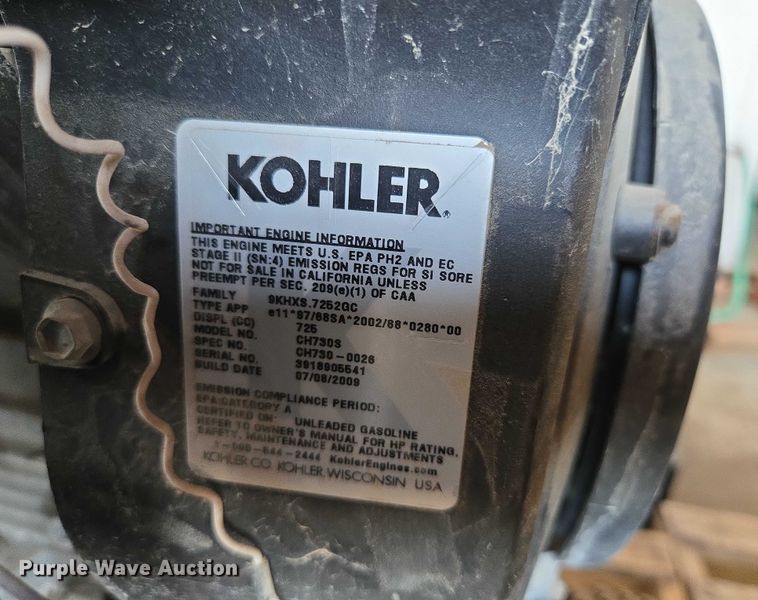 KOHLER.
IMPORTANT ENGINE INFORMATION
THIS ENGINE MEETS U.S. EPA PH2 AND EC
STAGE II (SN:4) EMISSION REGS FOR SI SORE
NOT FOR SALE IN CALIFORNIA UNLESS
PREEMPT PER SEC. 209(e)(1) OF CAA
FAMILY 9KHXS.7252GC
TYPE APP e11*97/68SA*2002/88*0280*00
DISPL (CC) 725
MODEL NO. CH730S
SPEC NO. CH730-0026
SERIAL NO. 3918905541
BUILD DATE 07/08/2009
EMISSION COMPLIANCE PERIOD:
EPA:CATEGORY A
CERTIFIED ON: UNLEADED GASOLINE
REFER TO OWNER'S MANUAL FOR HP RATING,
SAFETY, MAINTENANCE AND ADJUSTMENTS
KohlerEngines.com
KOHLER CO. KOHLER, WISCONSIN USA
Purple Wave Auction